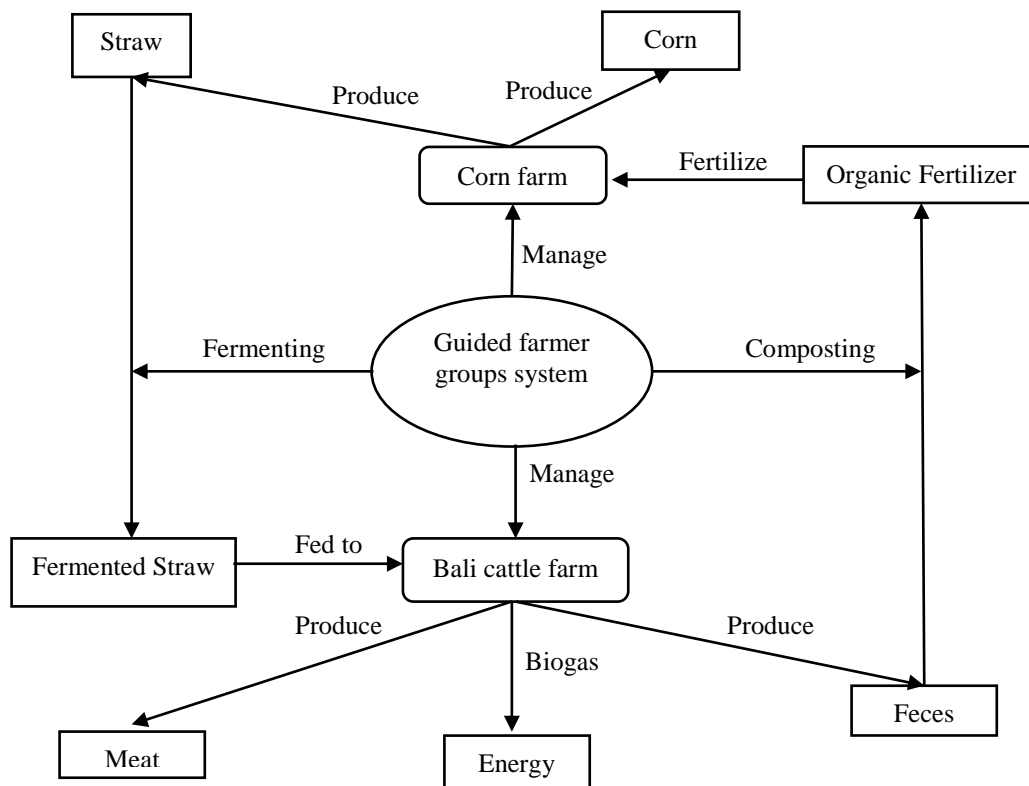 Straw
Corn
Produce
Produce
Corn farm
Fertilize
Organic Fertilizer
Manage
Fermenting
Guided farmer
groups system
Composting
Manage
Fermented Straw
Fed to
Bali cattle farm
Produce
Biogas
Produce
Meat
Energy
Feces